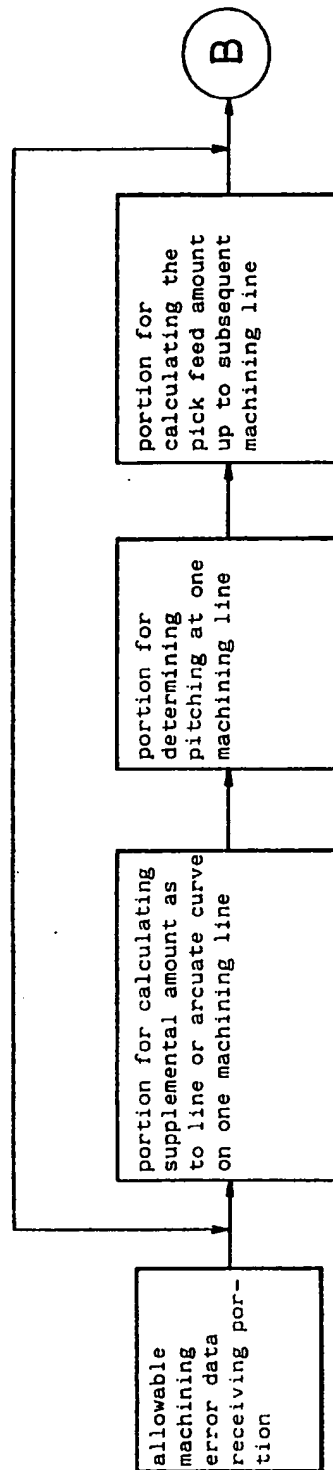 allowable
machining
error data
receiving por-
tion
portion for calculating
supplemental amount as
to line or arcuate curve
on one machining line
portion for
determining
pitching at one
machining line
portion for
calculating the
pick feed amount
up to subsequent
machining line
B